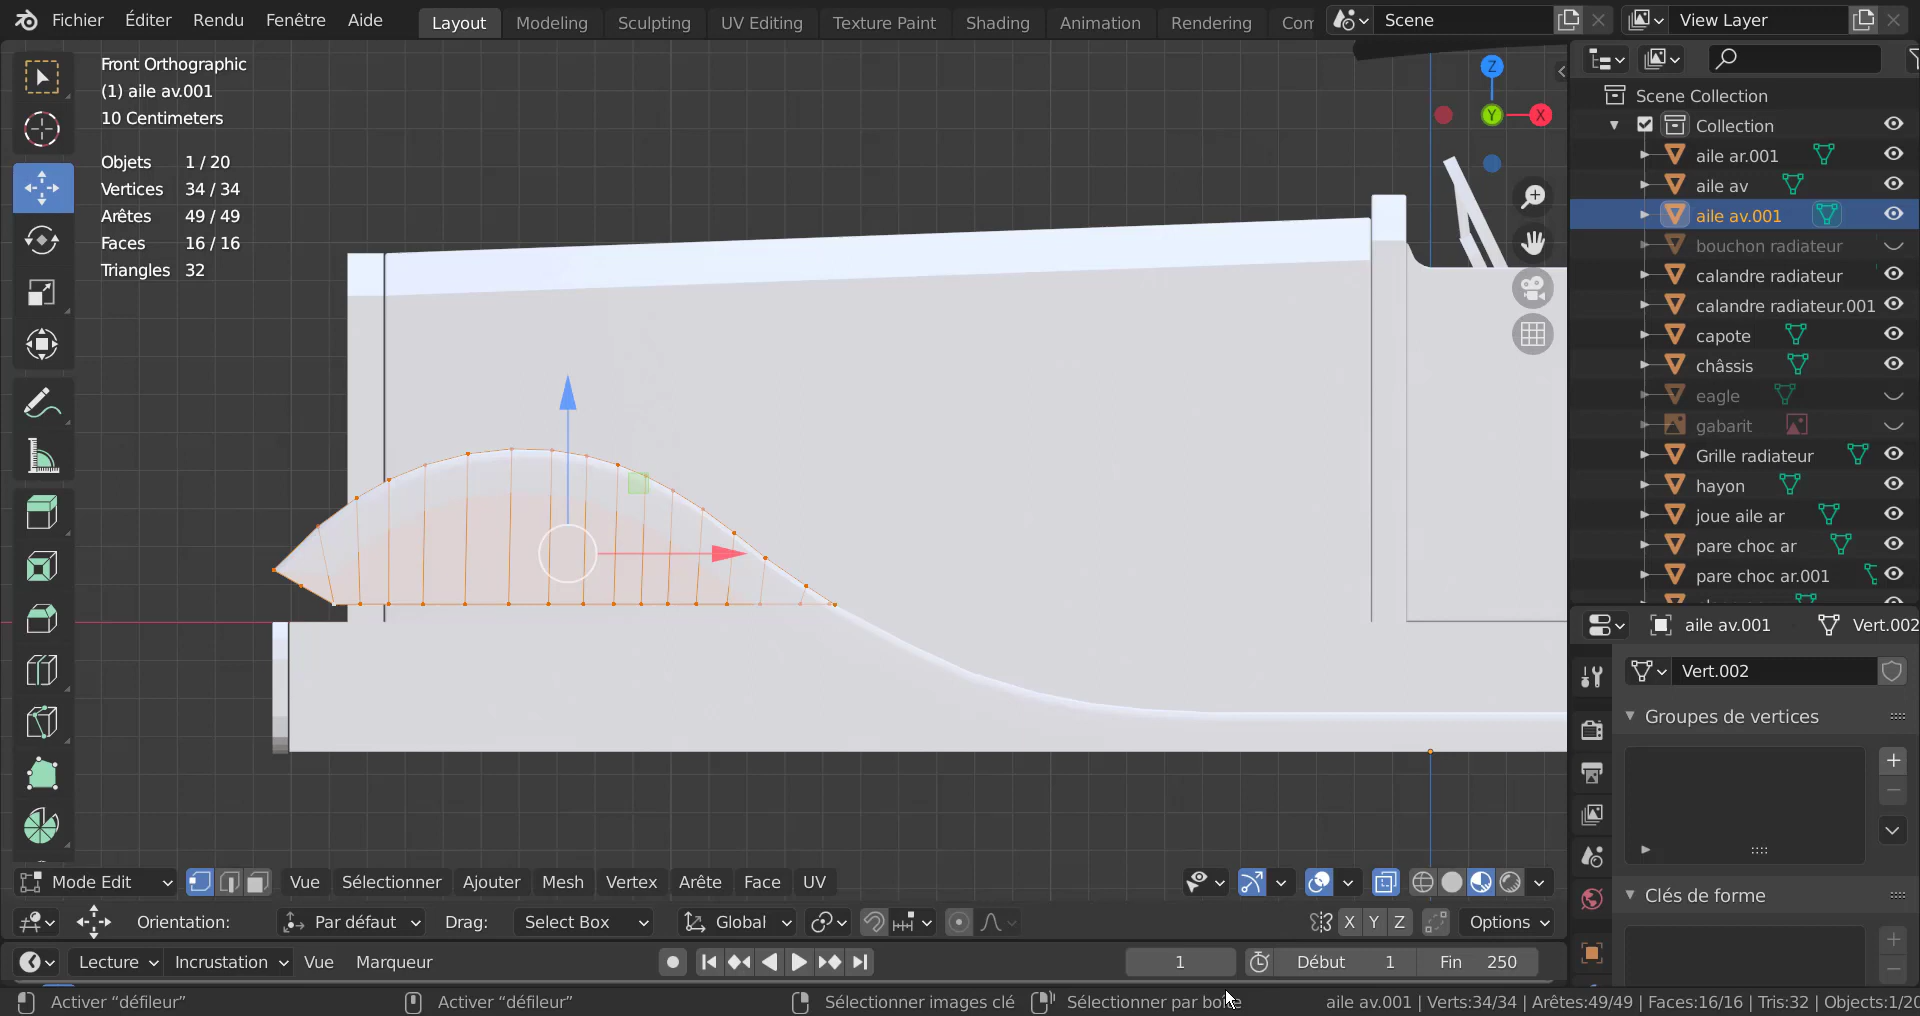 Fichier Éditer Rendu Fenêtre Aide
Layout Modeling Sculpting UV Editing Texture Paint Shading Animation Rendering Com
Scene
View Layer
Front Orthographic
(1) aile av.001
10 Centimeters
Objets 1 / 20
Vertices 34 / 34
Arêtes 49 / 49
Faces 16 / 16
Triangles 32
Z
Y
X
Scene Collection
Collection
aile ar.001
aile av
aile av.001
bouchon radiateur
calandre radiateur
calandre radiateur.001
capote
châssis
eagle
gabarit
Grille radiateur
hayon
joue aile ar
pare choc ar
pare choc ar.001
aile av.001 Vert.002
Vert.002
Groupes de vertices
Clés de forme
Mode Edit Vue Sélectionner Ajouter Mesh Vertex Arête Face UV
Orientation: Par défaut Drag: Select Box Global X Y Z Options
Lecture Incrustation Vue Marqueur 1 Début 1 Fin 250
Activer “défileur” Activer “défileur” Sélectionner images clé Sélectionner par boîte aile av.001 | Verts:34/34 | Arêtes:49/49 | Faces:16/16 | Tris:32 | Objects:1/20